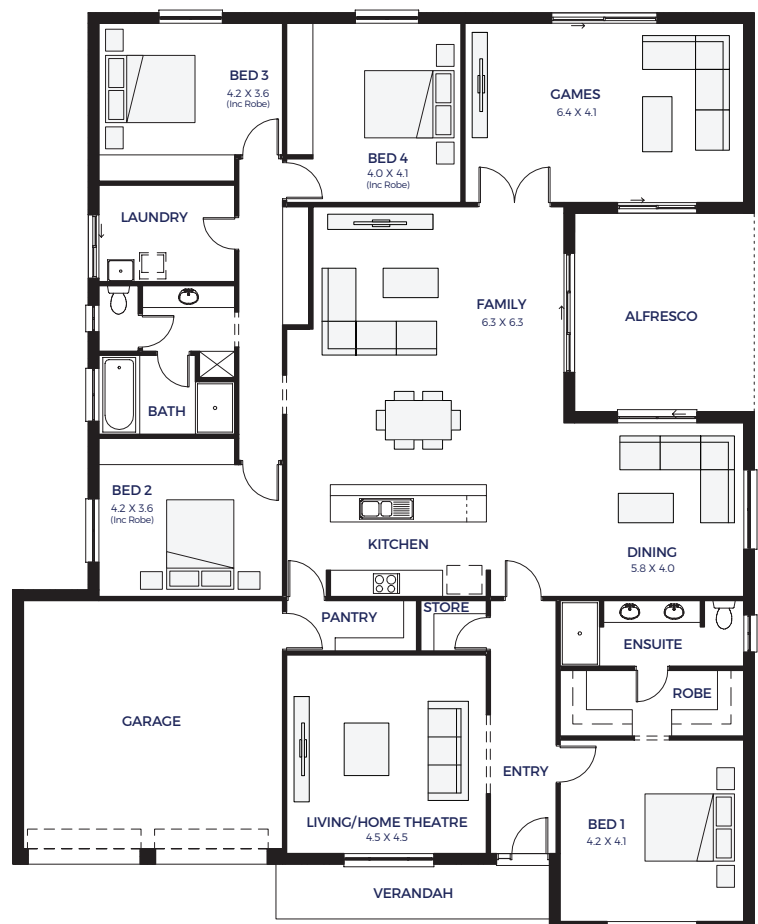 BED 3
4.2 X 3.6
(Inc Robe)
BED 4
4.0 X 4.1
(Inc Robe)
GAMES
6.4 X 4.1
LAUNDRY
FAMILY
6.3 X 6.3
ALFRESCO
BATH
BED 2
4.2 X 3.6
(Inc Robe)
KITCHEN
DINING
5.8 X 4.0
PANTRY
STORE
ENSUITE
ROBE
GARAGE
ENTRY
LIVING/HOME THEATRE
4.5 X 4.5
BED 1
4.2 X 4.1
VERANDAH